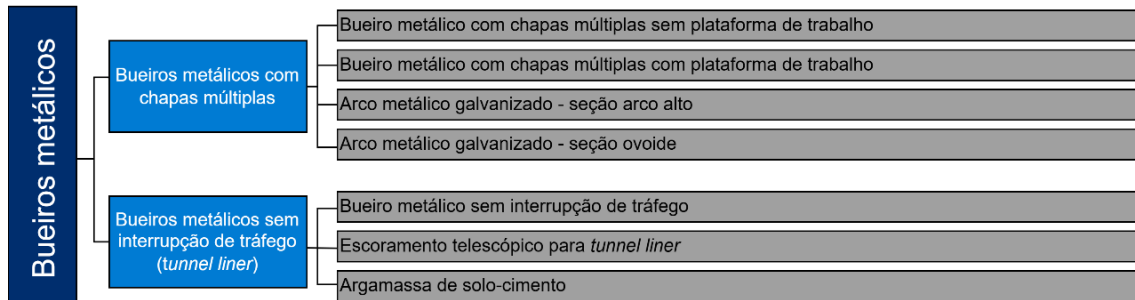 Bueiros metálicos
Bueiros metálicos com
chapas múltiplas
Bueiro metálico com chapas múltiplas sem plataforma de trabalho
Bueiro metálico com chapas múltiplas com plataforma de trabalho
Arco metálico galvanizado - seção arco alto
Arco metálico galvanizado - seção ovoide
Bueiros metálicos sem
interrupção de tráfego
(tunnel liner)
Bueiro metálico sem interrupção de tráfego
Escoramento telescópico para tunnel liner
Argamassa de solo-cimento